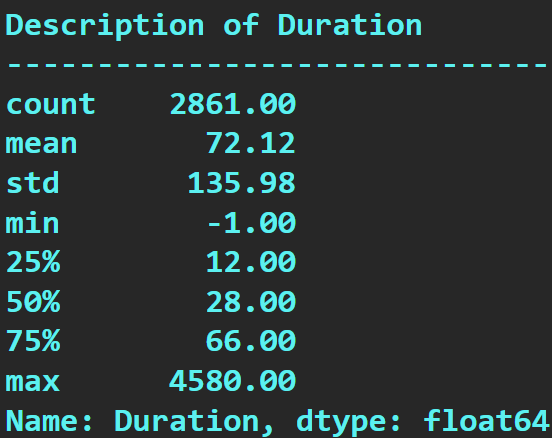 Description of Duration
------------------------------
count    2861.00
mean       72.12
std       135.98
min        -1.00
25%        12.00
50%        28.00
75%        66.00
max      4580.00
Name: Duration, dtype: float64